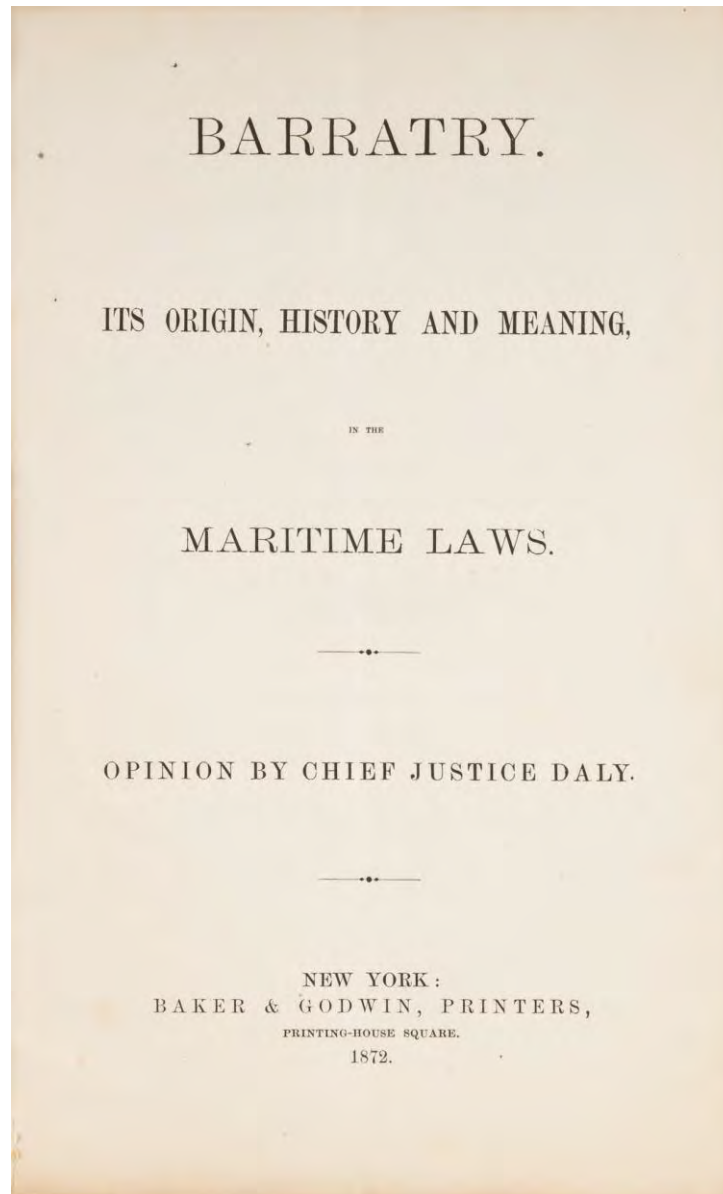 BARRATRY.
ITS ORIGIN, HISTORY AND MEANING,
IN THE
MARITIME LAWS.
OPINION BY CHIEF JUSTICE DALY.
NEW YORK:
BAKER & GODWIN, PRINTERS,
PRINTING-HOUSE SQUARE.
1872.